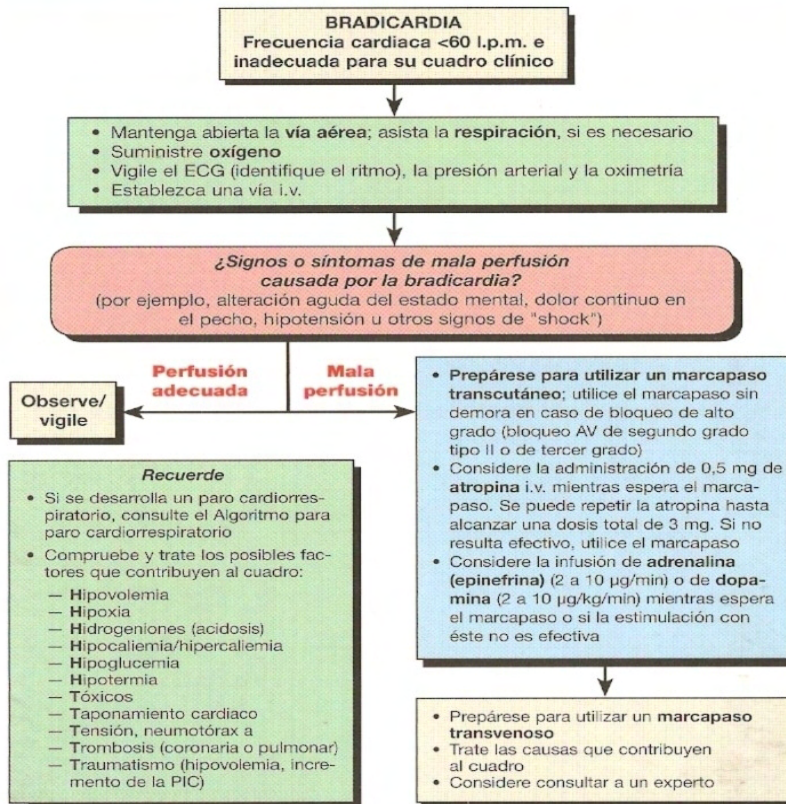 BRADICARDIA
Frecuencia cardiaca <60 l.p.m. e
inadecuada para su cuadro clínico
• Mantenga abierta la vía aérea; asista la respiración, si es necesario
• Suministre oxígeno
• Vigile el ECG (identifique el ritmo), la presión arterial y la oximetría
• Establezca una vía i.v.
¿Signos o síntomas de mala perfusión
causada por la bradicardia?
(por ejemplo, alteración aguda del estado mental, dolor continuo en
el pecho, hipotensión u otros signos de "shock")
Perfusión
adecuada
Mala
perfusión
Observe/
vigile
• Prepárese para utilizar un marcapaso
transcutáneo; utilice el marcapaso sin
demora en caso de bloqueo de alto
grado (bloqueo AV de segundo grado
tipo II o de tercer grado)
• Considere la administración de 0,5 mg de
atropina i.v. mientras espera el marca-
paso. Se puede repetir la atropina hasta
alcanzar una dosis total de 3 mg. Si no
resulta efectivo, utilice el marcapaso
• Considere la infusión de adrenalina
(epinefrina) (2 a 10 µg/min) o de dopa-
mina (2 a 10 µg/kg/min) mientras espera
el marcapaso o si la estimulación con
éste no es efectiva
Recuerde
• Si se desarrolla un paro cardiorres-
piratorio, consulte el Algoritmo para
paro cardiorrespiratorio
• Compruebe y trate los posibles fac-
tores que contribuyen al cuadro:
— Hipovolemia
— Hipoxia
— Hidrogeniones (acidosis)
— Hipocaliemia/hipercaliemia
— Hipoglucemia
— Hipotermia
— Tóxicos
— Taponamiento cardiaco
— Tensión, neumotórax a
— Trombosis (coronaria o pulmonar)
— Traumatismo (hipovolemia, incre-
mento de la PIC)
• Prepárese para utilizar un marcapaso
transvenoso
• Trate las causas que contribuyen
al cuadro
• Considere consultar a un experto